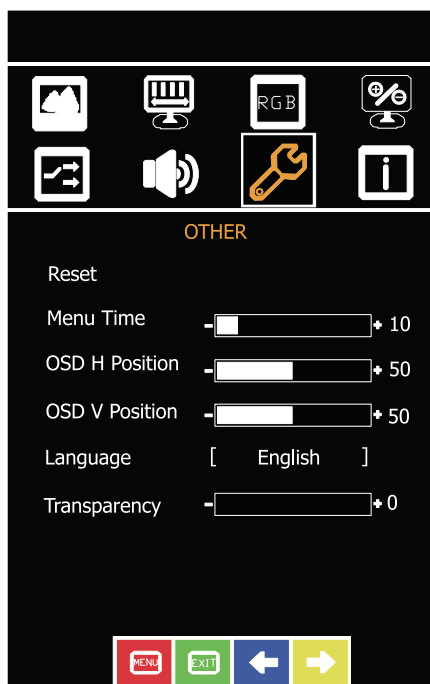 RGB
i
OTHER
Reset
Menu Time - + 10
OSD H Position - + 50
OSD V Position - + 50
Language [ English ]
Transparency - + 0
MENU EXIT